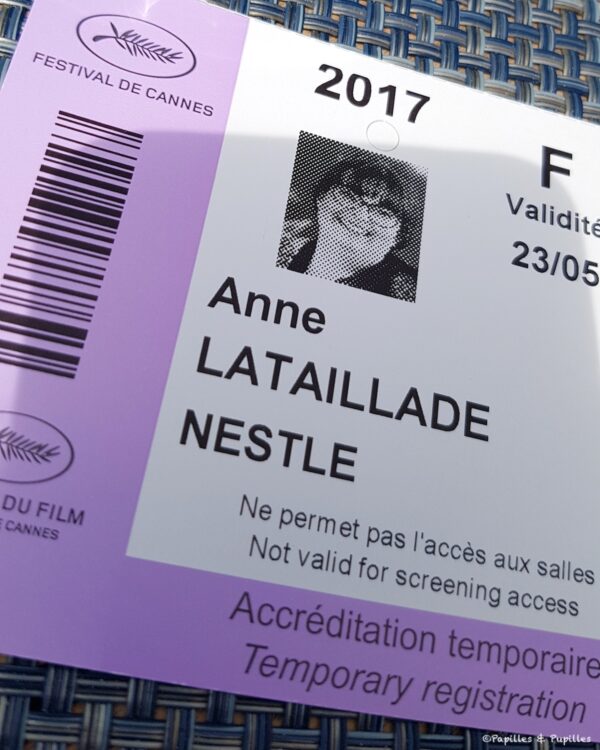 FESTIVAL DE CANNES
2017
F
Validité
23/05
Anne
LATAILLADE
NESTLE
DU FILM
CANNES
Ne permet pas l'accès aux salles
Not valid for screening access
Accréditation temporaire
Temporary registration
©Papilles & Pupilles